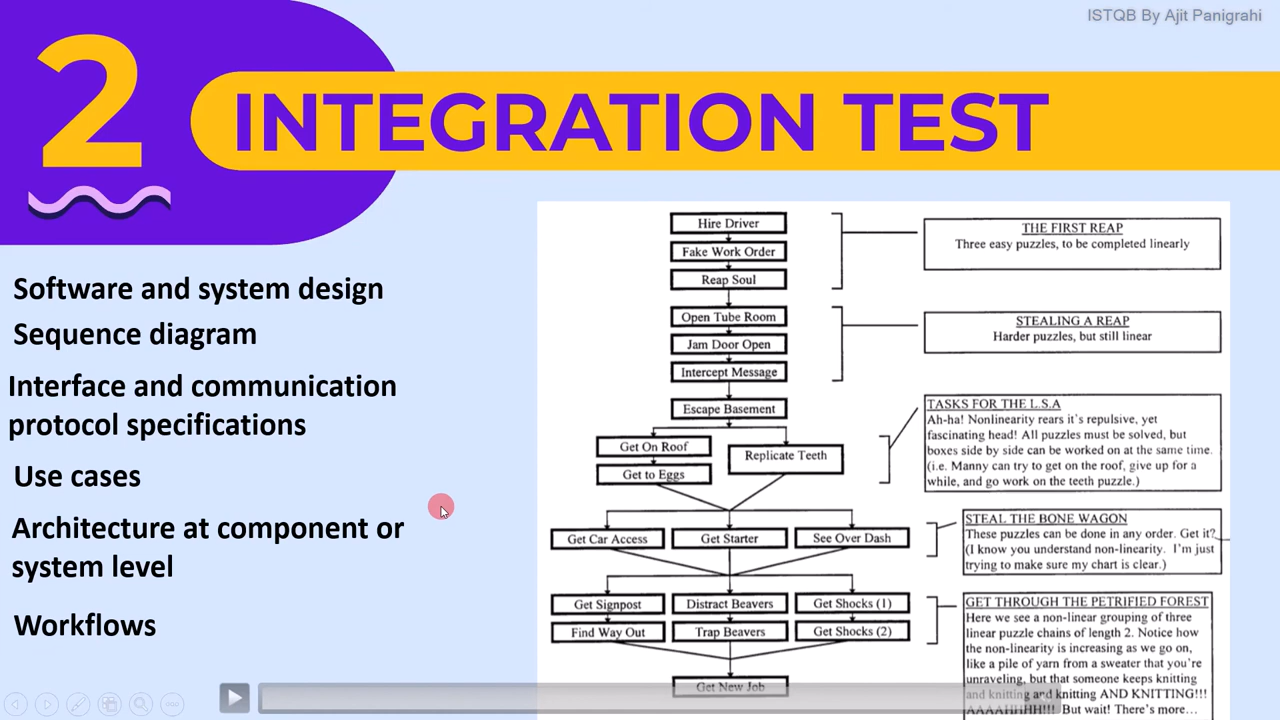 ISTQB By Ajit Panigrahi
2
INTEGRATION TEST
Software and system design
Sequence diagram
Interface and communication
protocol specifications
Use cases
Architecture at component or
system level
Workflows
Hire Driver
Fake Work Order
Reap Soul
THE FIRST REAP
Three easy puzzles, to be completed linearly
Open Tube Room
Jam Door Open
Intercept Message
STEALING A REAP
Harder puzzles, but still linear
Escape Basement
Get On Roof
Replicate Teeth
Get to Eggs
TASKS FOR THE L.S.A
Ah-ha! Nonlinearity rears it's repulsive, yet
fascinating head! All puzzles must be solved, but
boxes side by side can be worked on at the same time.
(i.e. Manny can try to get on the roof, give up for a
while, and go work on the teeth puzzle.)
Get Car Access
Get Starter
See Over Dash
STEAL THE BONE WAGON
These puzzles can be done in any order. Get it?
(I know you understand non-linearity. I'm just
trying to make sure my chart is clear.)
Get Signpost
Distract Beavers
Get Shocks (1)
Find Way Out
Trap Beavers
Get Shocks (2)
Get New Job
GET THROUGH THE PETRIFIED FOREST
Here we see a non-linear grouping of three
linear puzzle chains of length 2. Notice how
the non-linearity is increasing as we go on,
like a pile of yarn from a sweater that you're
unraveling, but that someone keeps knitting
and knitting and knitting AND KNITTING!!!
AAAAHHHH!!! But wait! There's more...